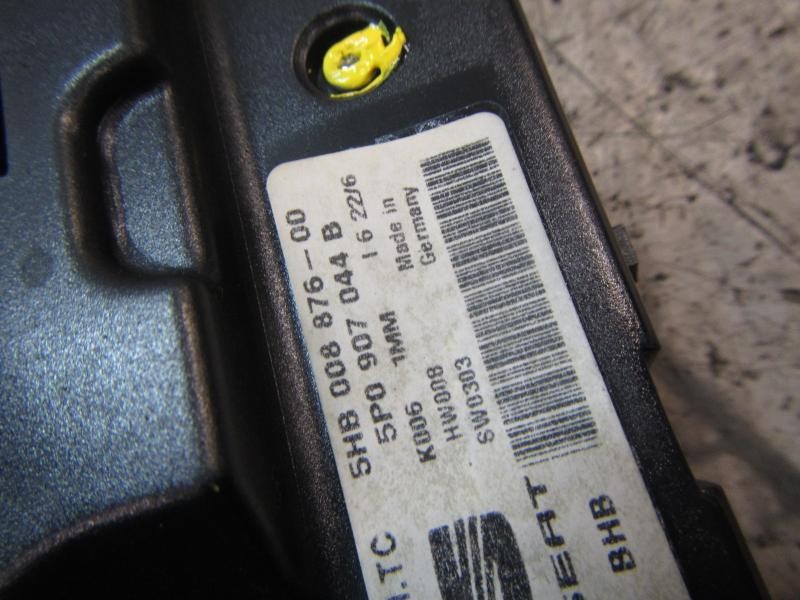 5HB 008 876-00
5P0 907 044 B
1MM I 6 22/6
K006
HW008
SW0303
Made in
Germany
.TC
SEAT
BHB